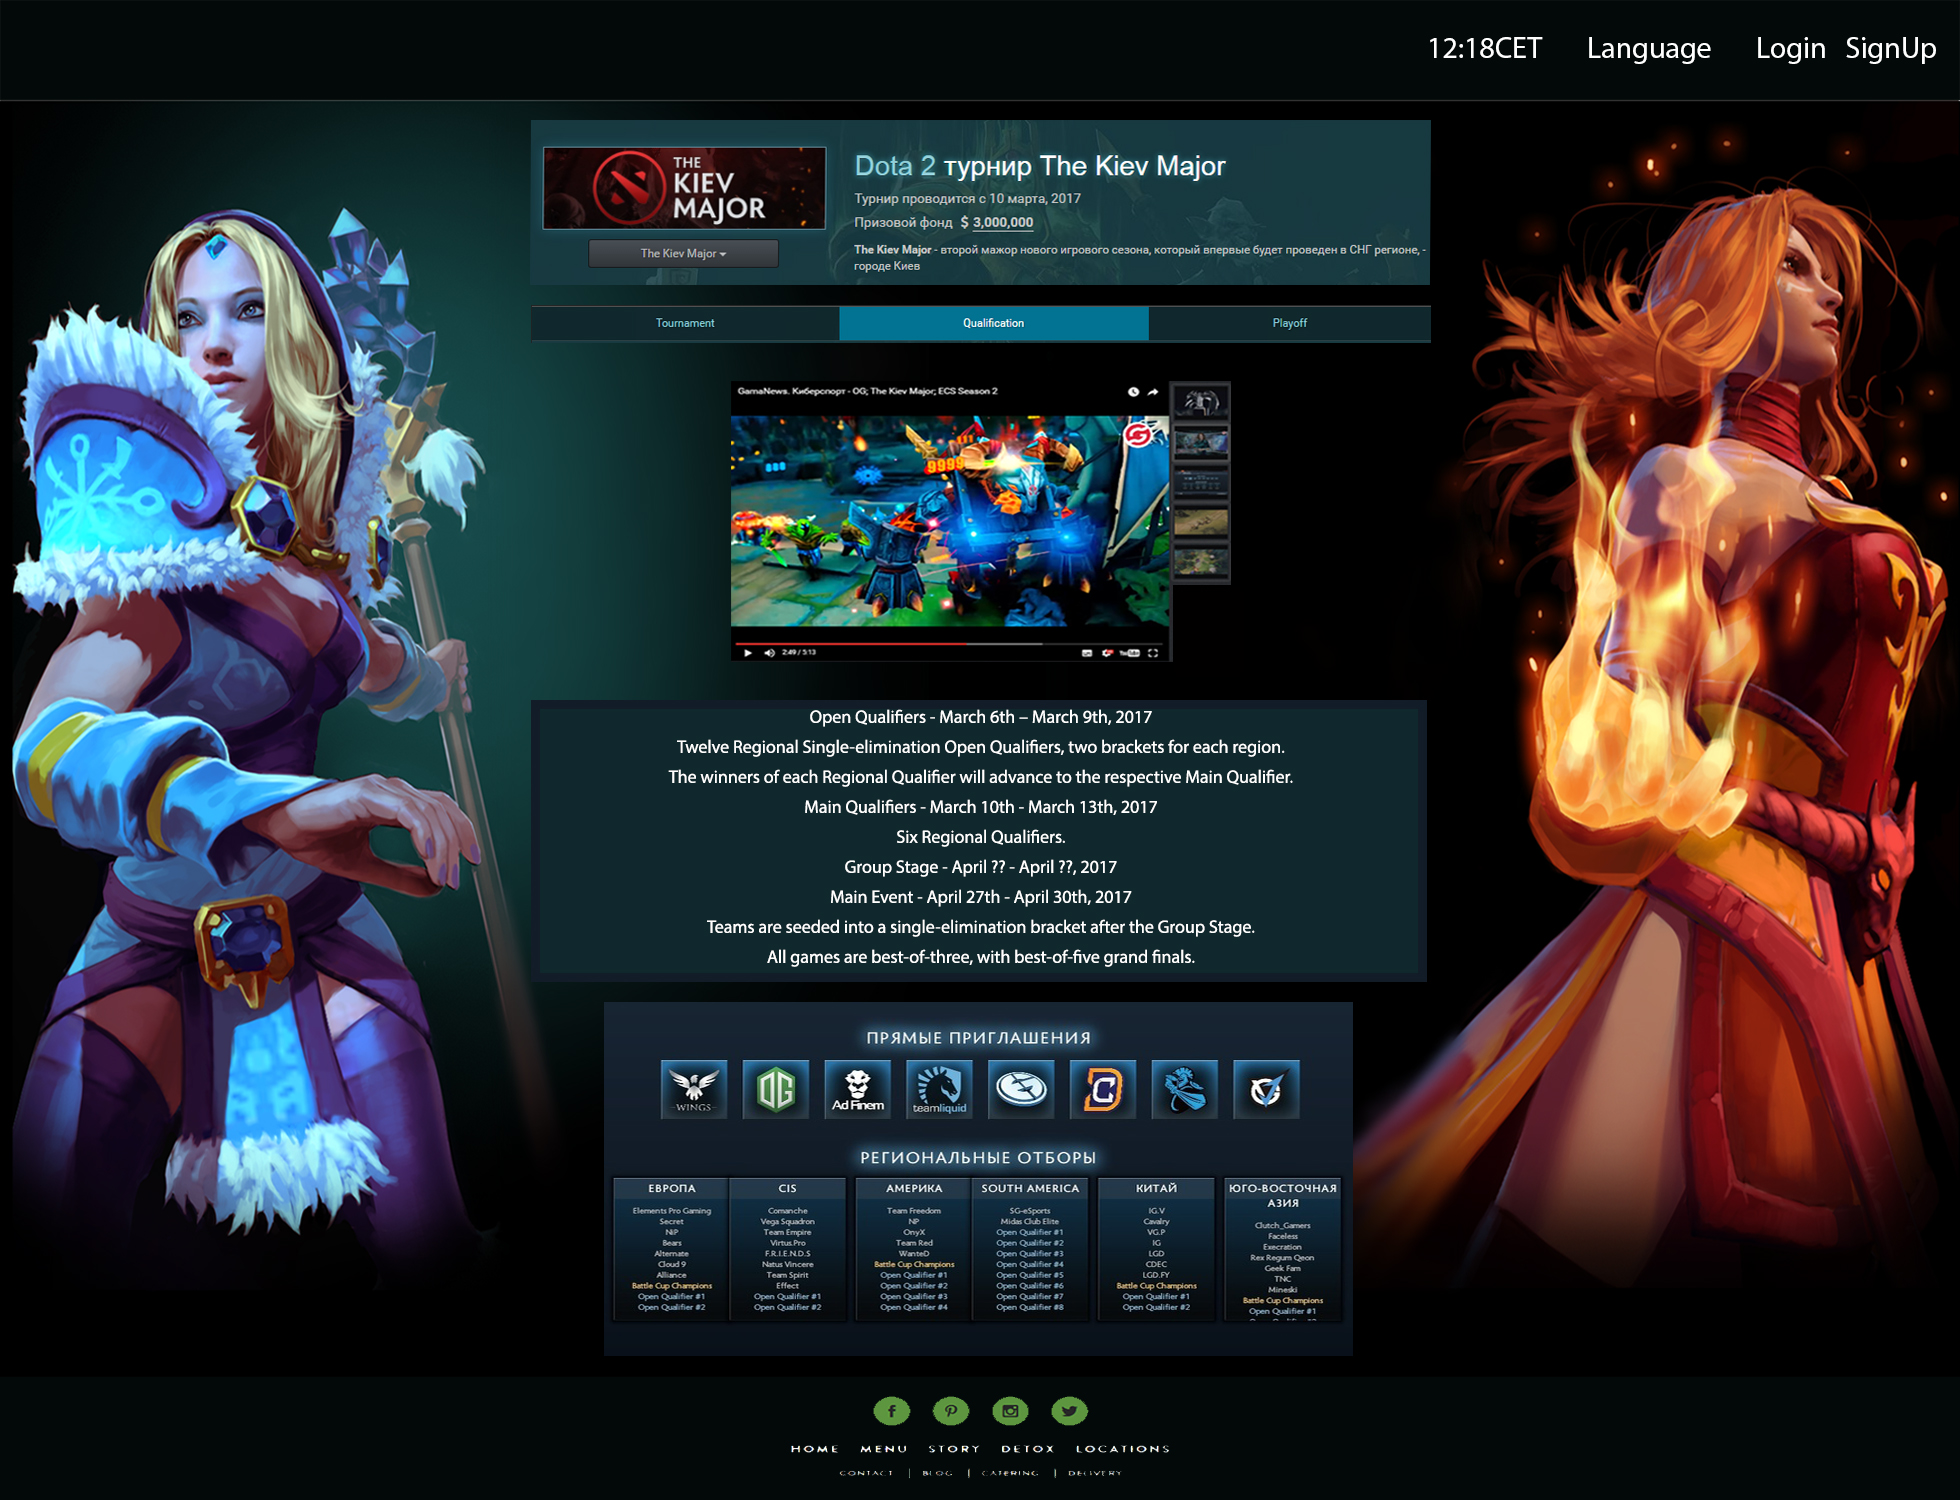 12:18CET Language Login SignUp
THE
KIEV
MAJOR
The Kiev Major
Dota 2 турнир The Kiev Major
Турнир проводится с 10 марта, 2017
Призовой фонд $ 3,000,000
The Kiev Major - второй мажор нового игрового сезона, который впервые будет проведен в СНГ регионе, -
городе Киев
Tournament Qualification Playoff
GamaNews. Киберспорт - OG; The Kiev Major; ECS Season 2
9999
2:49 / 5:13
YouTube
Open Qualifiers - March 6th – March 9th, 2017
Twelve Regional Single-elimination Open Qualifiers, two brackets for each region.
The winners of each Regional Qualifier will advance to the respective Main Qualifier.
Main Qualifiers - March 10th - March 13th, 2017
Six Regional Qualifiers.
Group Stage - April ?? - April ??, 2017
Main Event - April 27th - April 30th, 2017
Teams are seeded into a single-elimination bracket after the Group Stage.
All games are best-of-three, with best-of-five grand finals.
ПРЯМЫЕ ПРИГЛАШЕНИЯ
WINGS
OG
Ad Finem
teamliquid
РЕГИОНАЛЬНЫЕ ОТБОРЫ
ЕВРОПА
Elements Pro Gaming
Secret
NiP
Bears
Alternate
Cloud 9
Alliance
Battle Cup Champions
Open Qualifier #1
Open Qualifier #2
CIS
Comanche
Vega Squadron
Team Empire
Virtus.Pro
F.R.I.E.N.D.S
Natus Vincere
Team Spirit
Effect
Open Qualifier #1
Open Qualifier #2
АМЕРИКА
Team Freedom
NP
OnyX
Team Red
WanteD
Battle Cup Champions
Open Qualifier #1
Open Qualifier #2
Open Qualifier #3
Open Qualifier #4
SOUTH AMERICA
SG-eSports
Midas Club Elite
Open Qualifier #1
Open Qualifier #2
Open Qualifier #3
Open Qualifier #4
Open Qualifier #5
Open Qualifier #6
Open Qualifier #7
Open Qualifier #8
КИТАЙ
IG.V
Cavalry
VG.P
IG
LGD
CDEC
LGD.FY
Battle Cup Champions
Open Qualifier #1
Open Qualifier #2
ЮГО-ВОСТОЧНАЯ
АЗИЯ
Clutch_Gamers
Faceless
Execration
Rex Regum Qeon
Geek Fam
TNC
Mineski
Battle Cup Champions
Open Qualifier #1
HOME MENU STORY DETOX LOCATIONS
CONTACT | BLOG | CATERING | DELIVERY